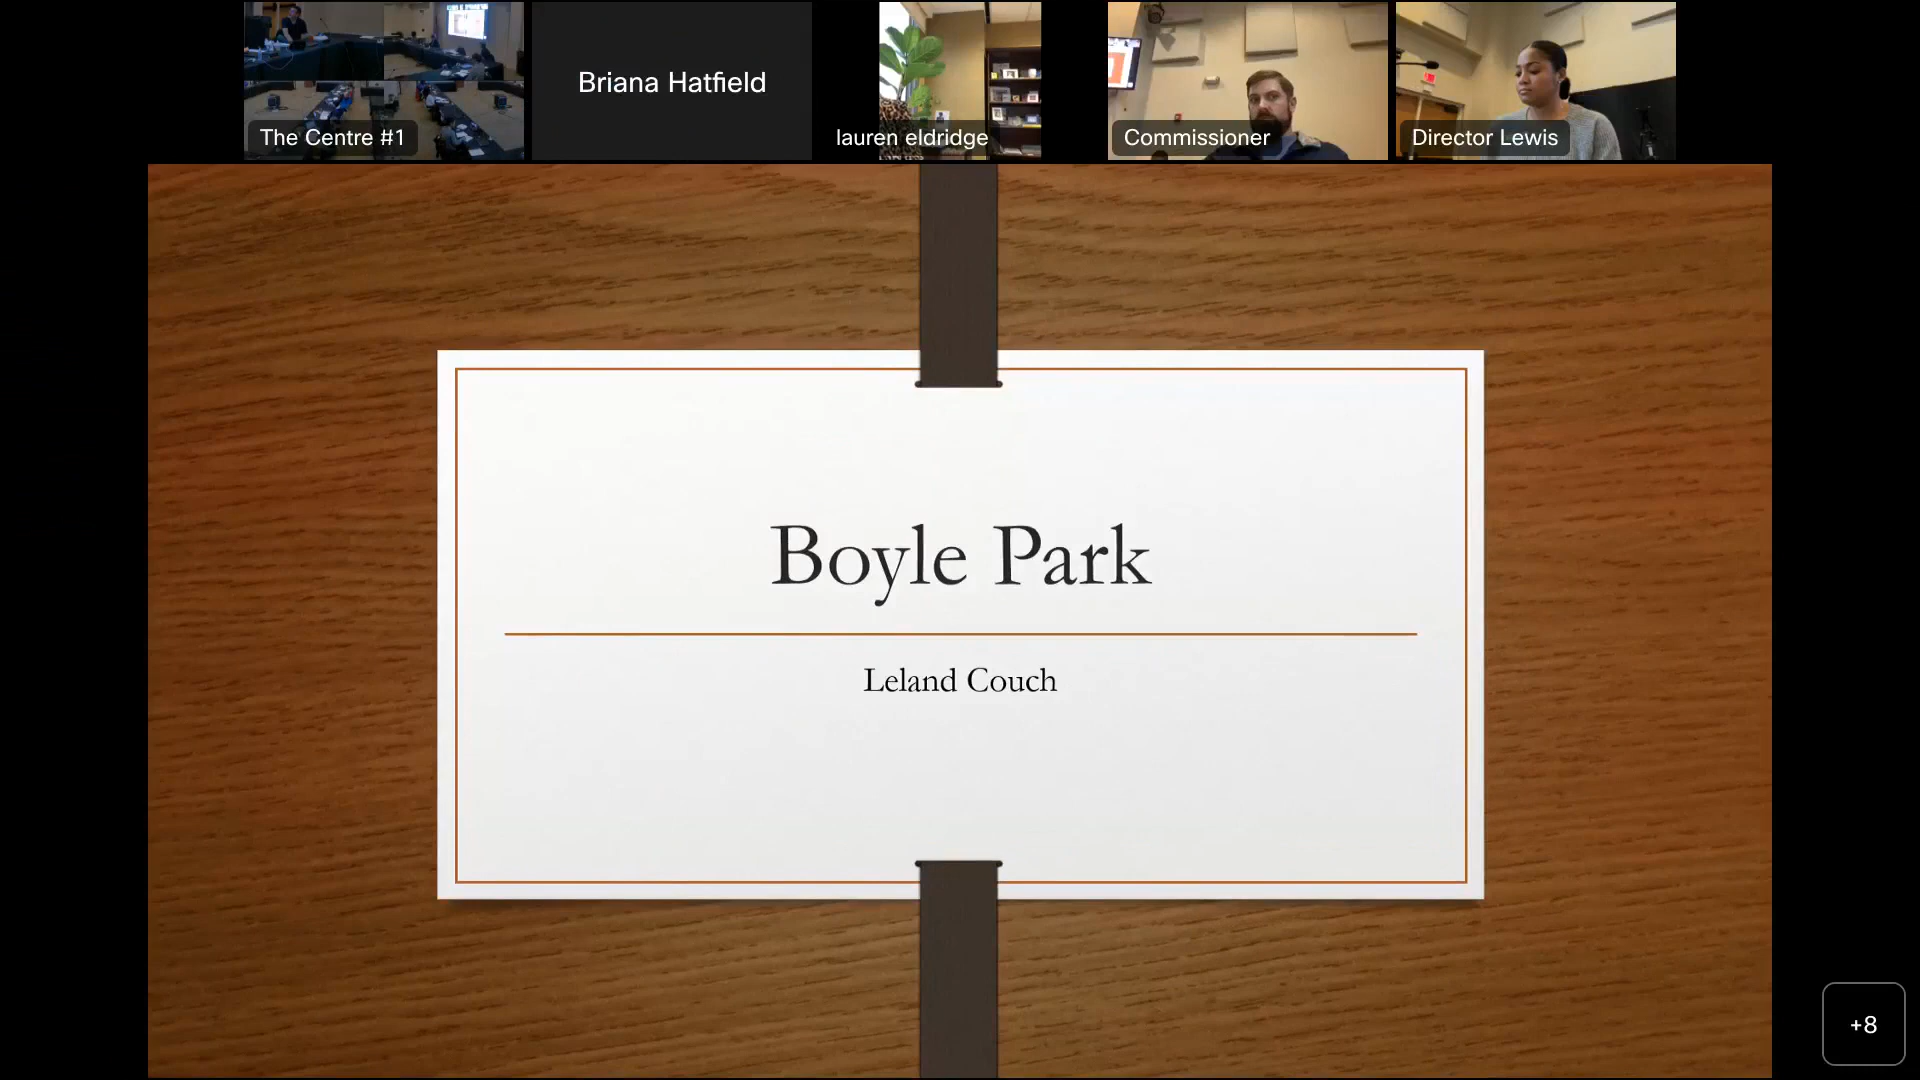 The Centre #1
Briana Hatfield
lauren eldridge
Commissioner
Director Lewis
Boyle Park
Leland Couch
+8